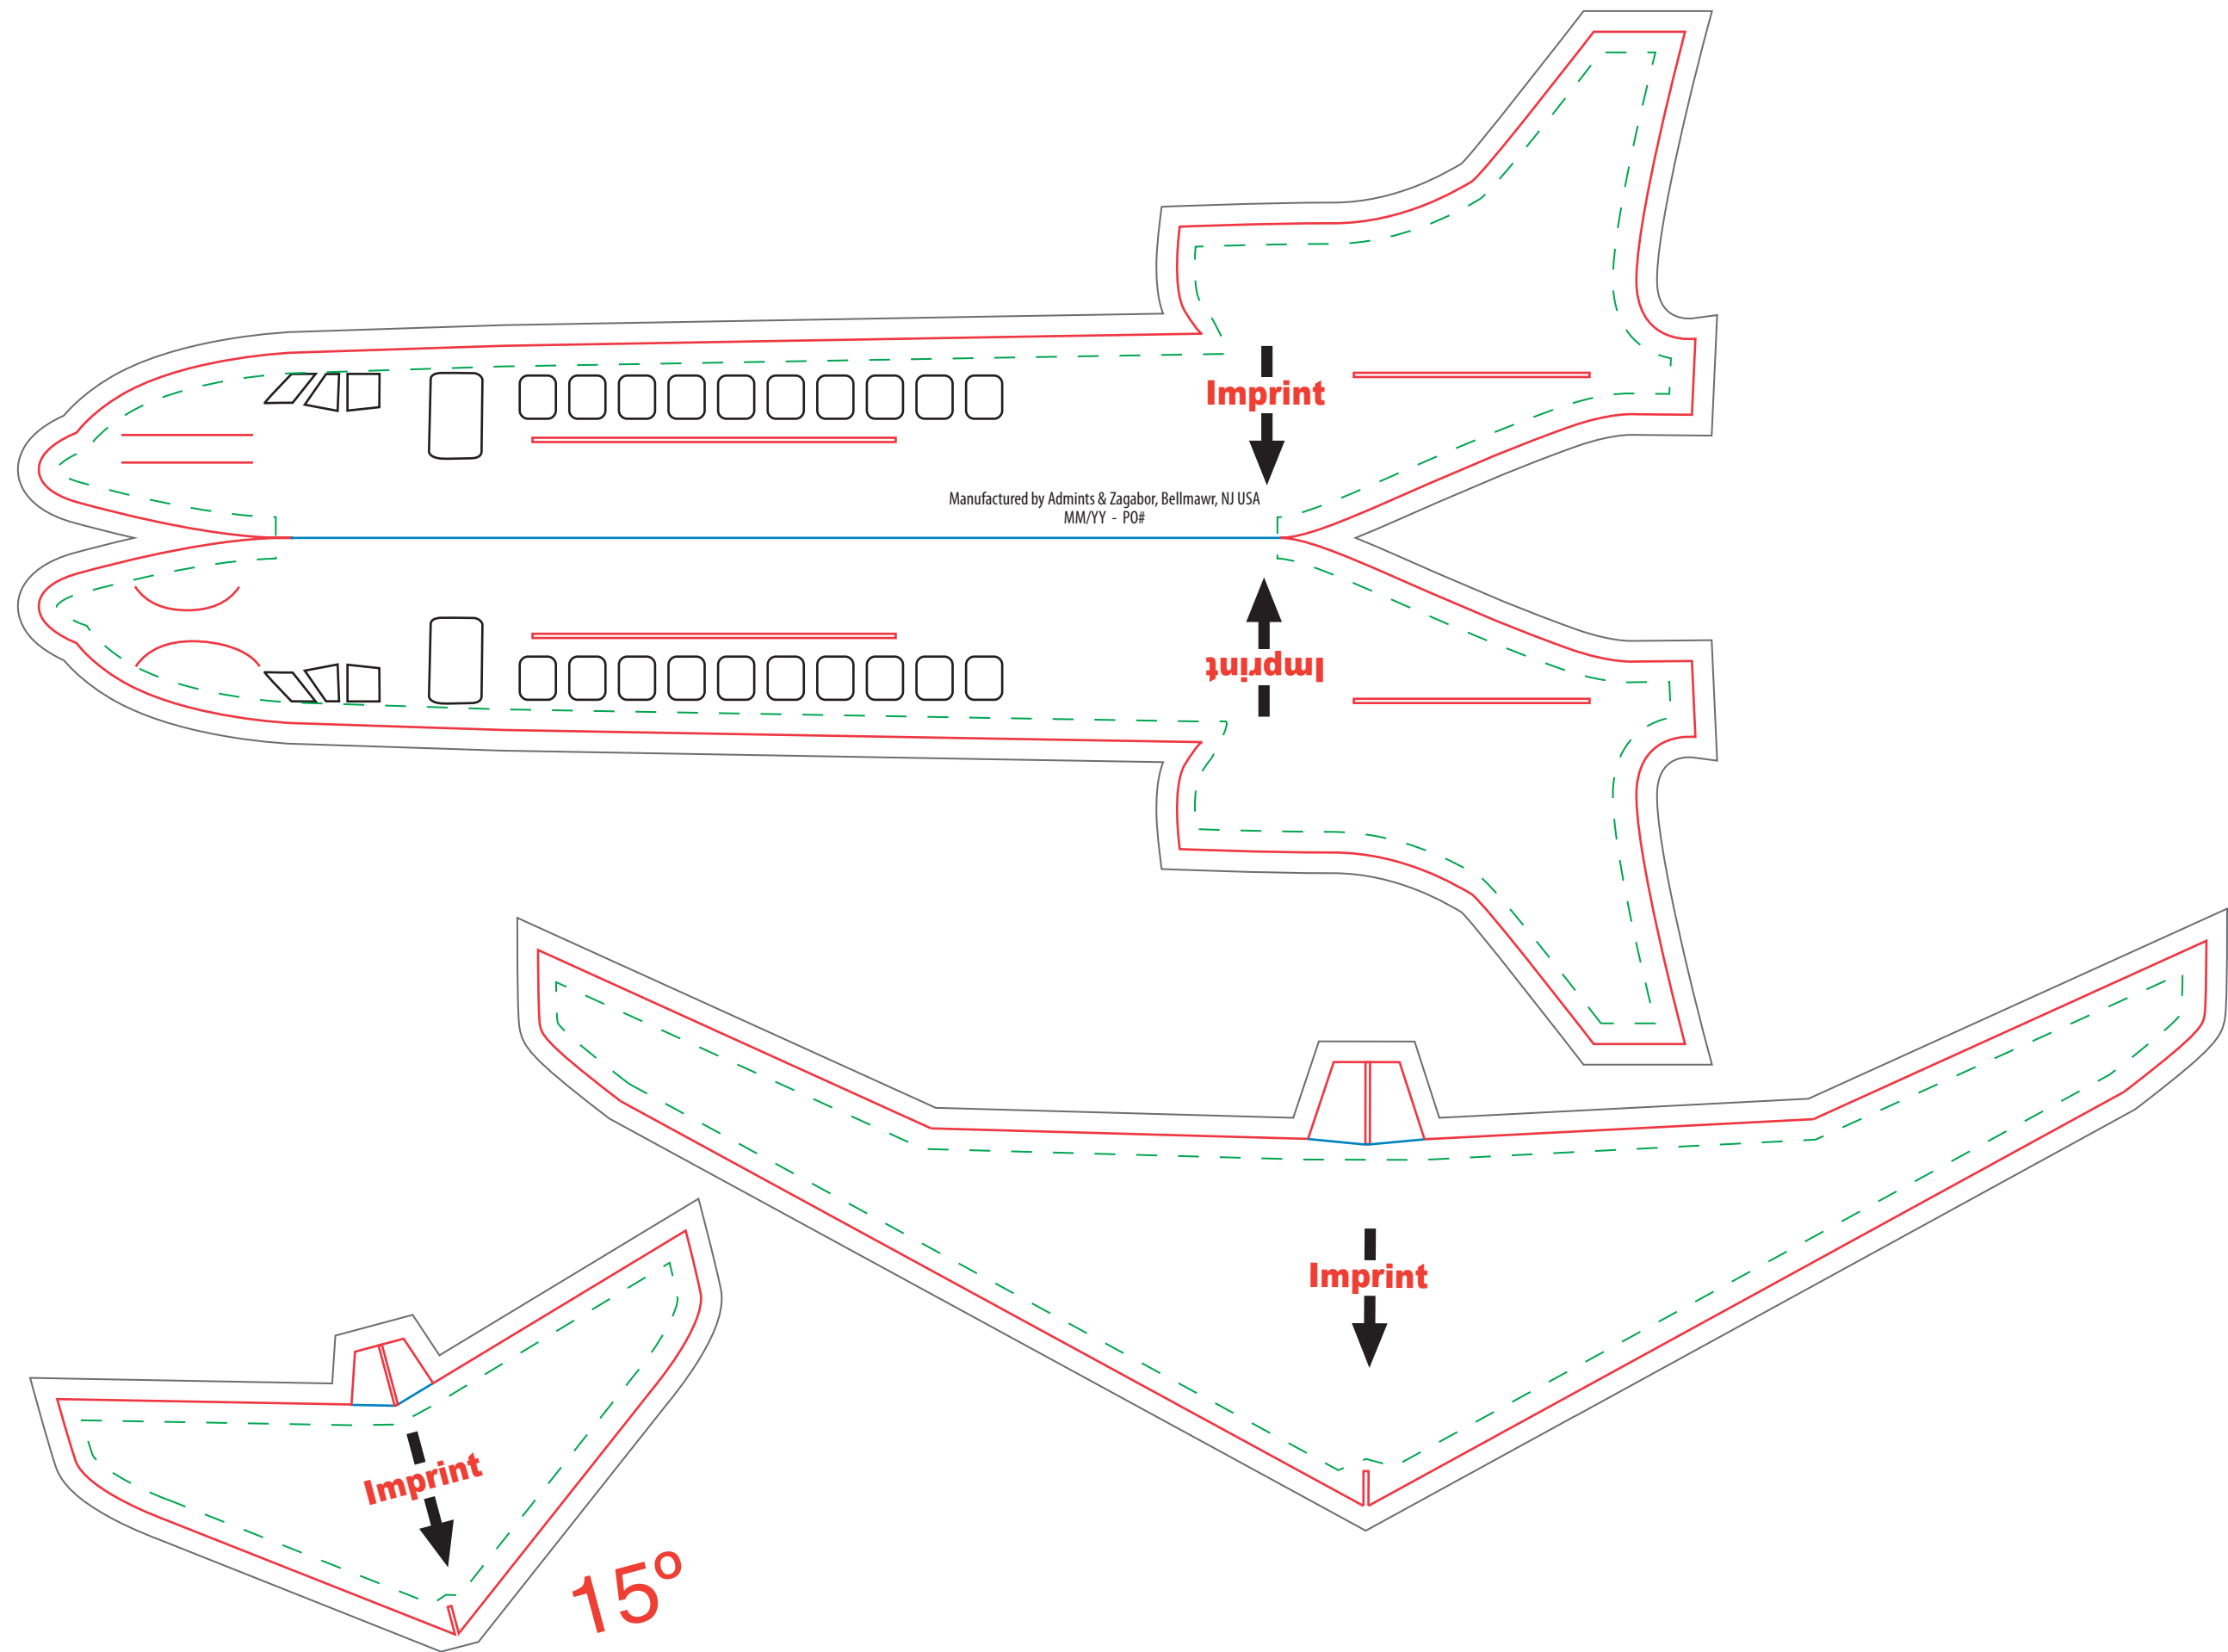 Imprint
Manufactured by Admints & Zagabor, Bellmawr, NJ USA
MM/YY - PO#
Imprint
Imprint
Imprint
15°